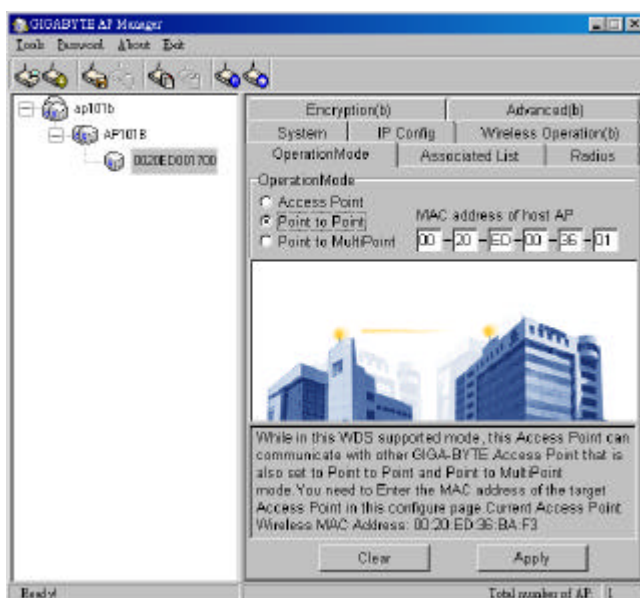 GIGABYTE AP Manager
Tools Password About Exit
ap101b
AP101B
0020ED001700
Encryption(b) Advanced(b)
System IP Config Wireless Operation(b)
OperationMode Associated List Radius
OperationMode
Access Point
Point to Point
Point to MultiPoint
MAC address of host AP
00 - 20 - ED - 00 - 36 - 01
While in this WDS supported mode, this Access Point can
communicate with other GIGA-BYTE Access Point that is
also set to Point to Point and Point to MultiPoint
mode.You need to Enter the MAC address of the target
Access Point in this configure page.Current Access Point
Wireless MAC Address: 00:20:ED:36:BA:F3
Clear Apply
Ready! Total number of AP: 1